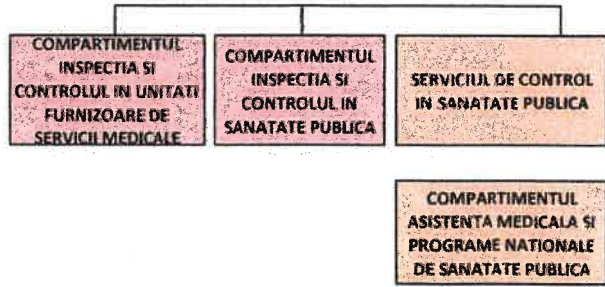 COMPARTIMENTUL
INSPECTIA SI
CONTROLUL IN UNITATI
FURNIZOARE DE
SERVICII MEDICALE
COMPARTIMENTUL
INSPECTIA SI
CONTROLUL IN
SANATATE PUBLICA
SERVICIUL DE CONTROL
IN SANATATE PUBLICA
COMPARTIMENTUL
ASISTENTA MEDICALA SI
PROGRAME NATIONALE
DE SANATATE PUBLICA